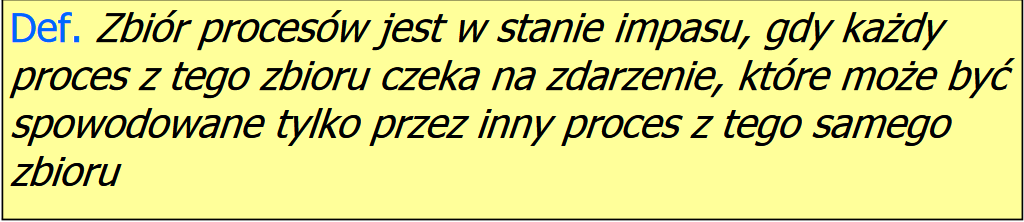 Def. Zbiór procesów jest w stanie impasu, gdy każdy
proces z tego zbioru czeka na zdarzenie, które może być
spowodowane tylko przez inny proces z tego samego
zbioru